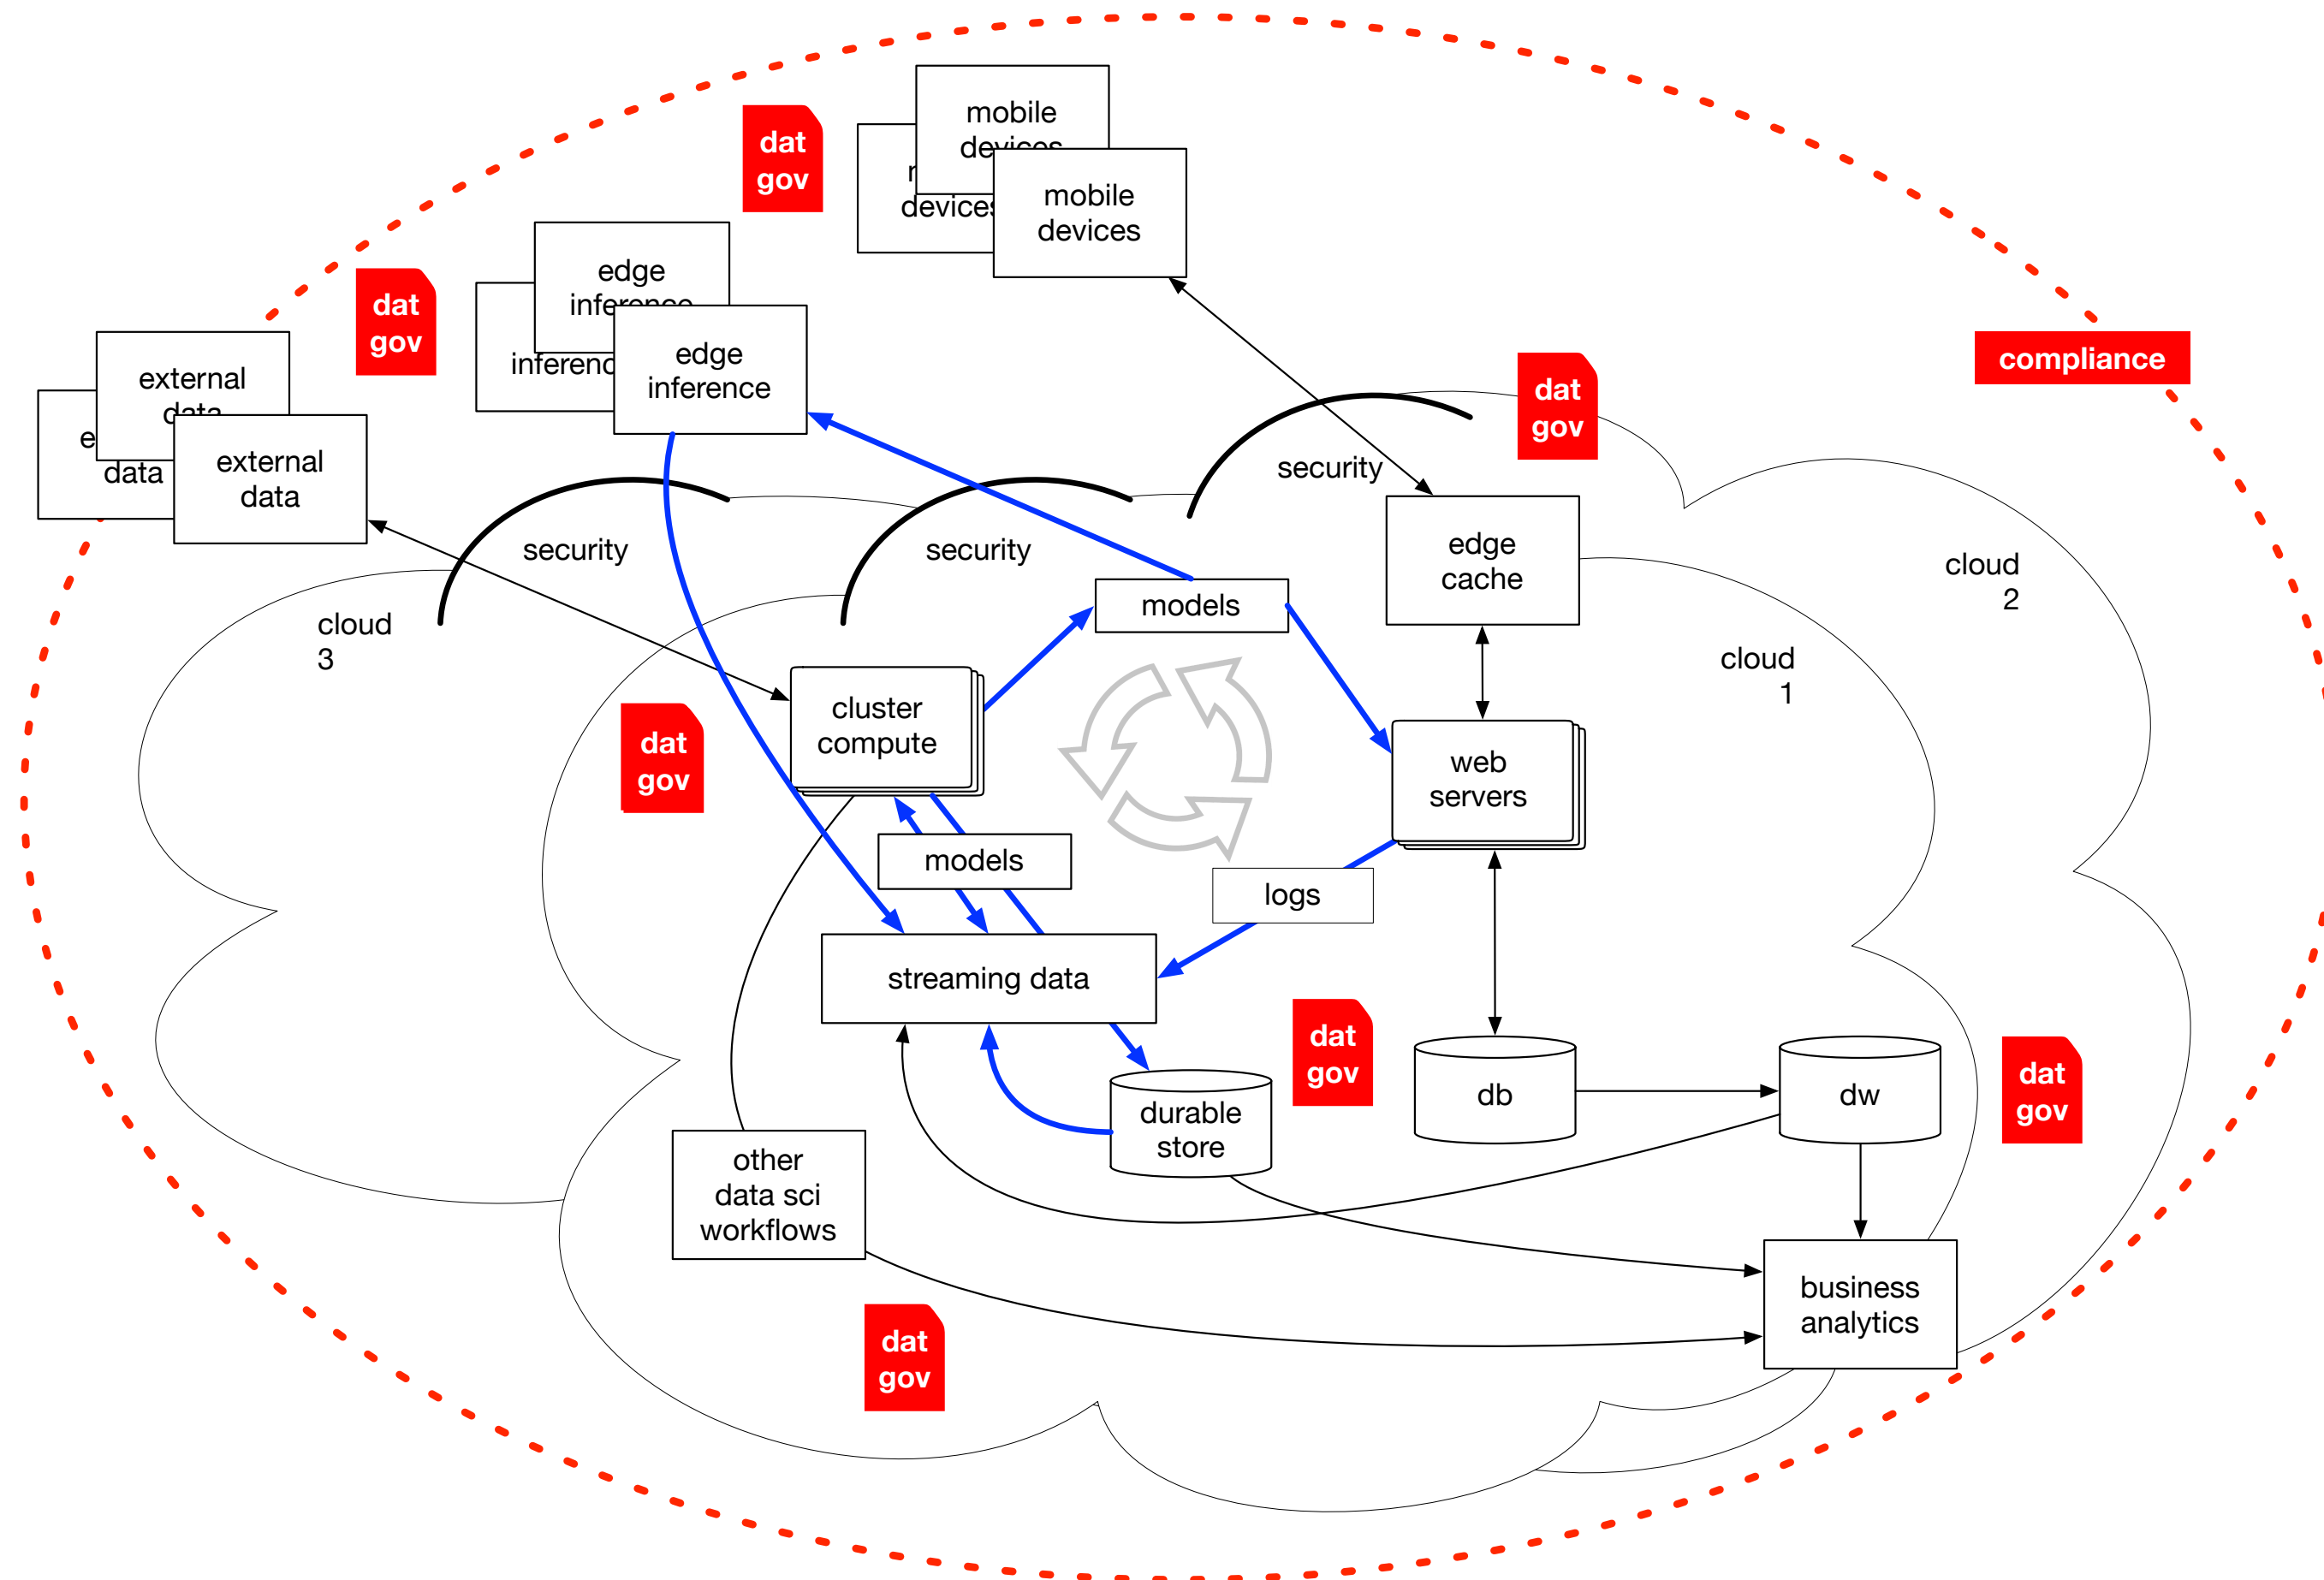 mobile
devices
devices
mobile
devices
dat
gov
edge
inference
inferenc
edge
inference
dat
gov
external
data
e
data
external
data
compliance
dat
gov
security
security
security
edge
cache
cloud
2
cloud
3
cloud
1
models
cluster
compute
dat
gov
web
servers
models
logs
streaming data
dat
gov
db
dw
dat
gov
durable
store
other
data sci
workflows
business
analytics
dat
gov